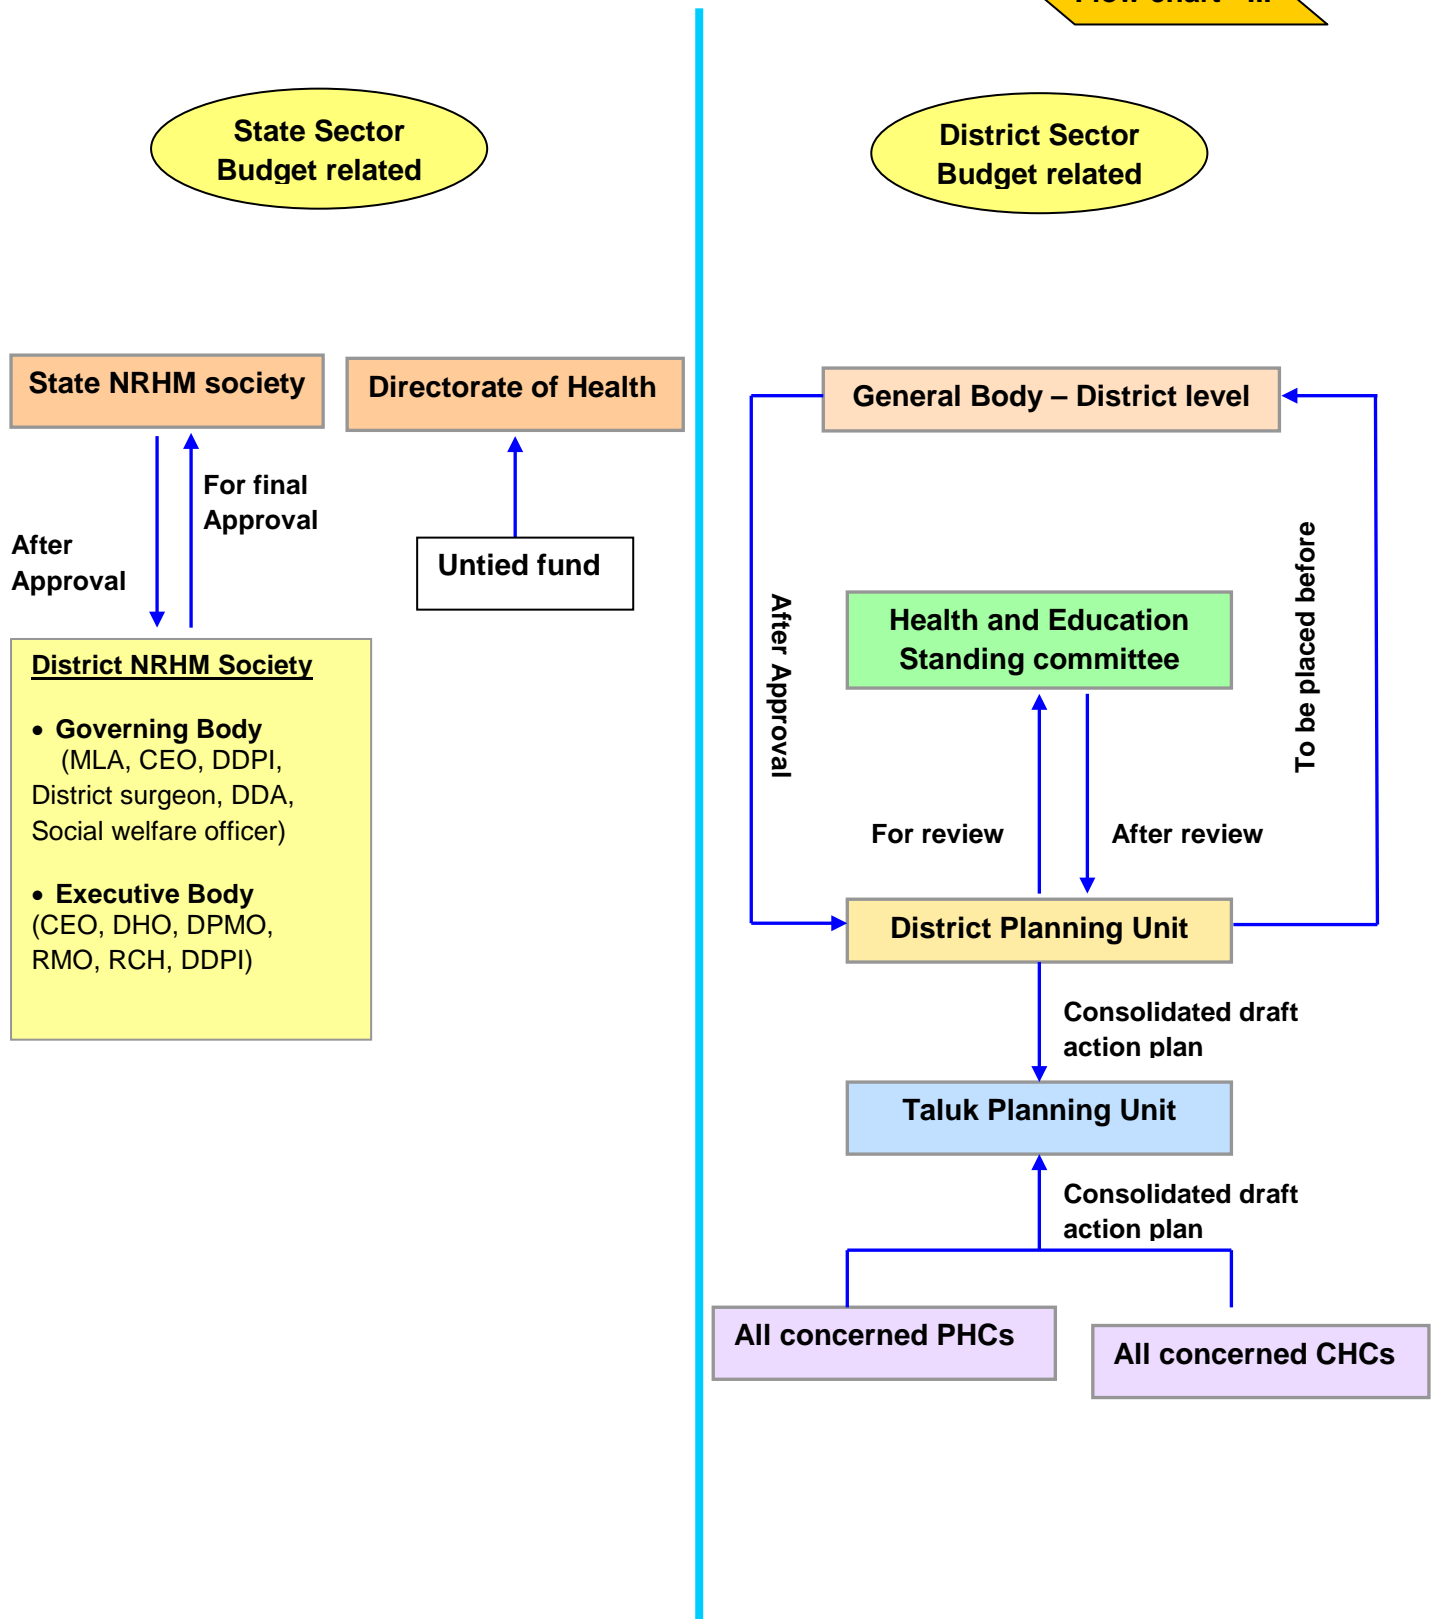 Flow chart - III
State Sector
Budget related
District Sector
Budget related
State NRHM society
Directorate of Health
For final
Approval
After
Approval
Untied fund
District NRHM Society
• Governing Body
(MLA, CEO, DDPI,
District surgeon, DDA,
Social welfare officer)
• Executive Body
(CEO, DHO, DPMO,
RMO, RCH, DDPI)
General Body – District level
After Approval
To be placed before
Health and Education
Standing committee
For review
After review
District Planning Unit
Consolidated draft
action plan
Taluk Planning Unit
Consolidated draft
action plan
All concerned PHCs
All concerned CHCs